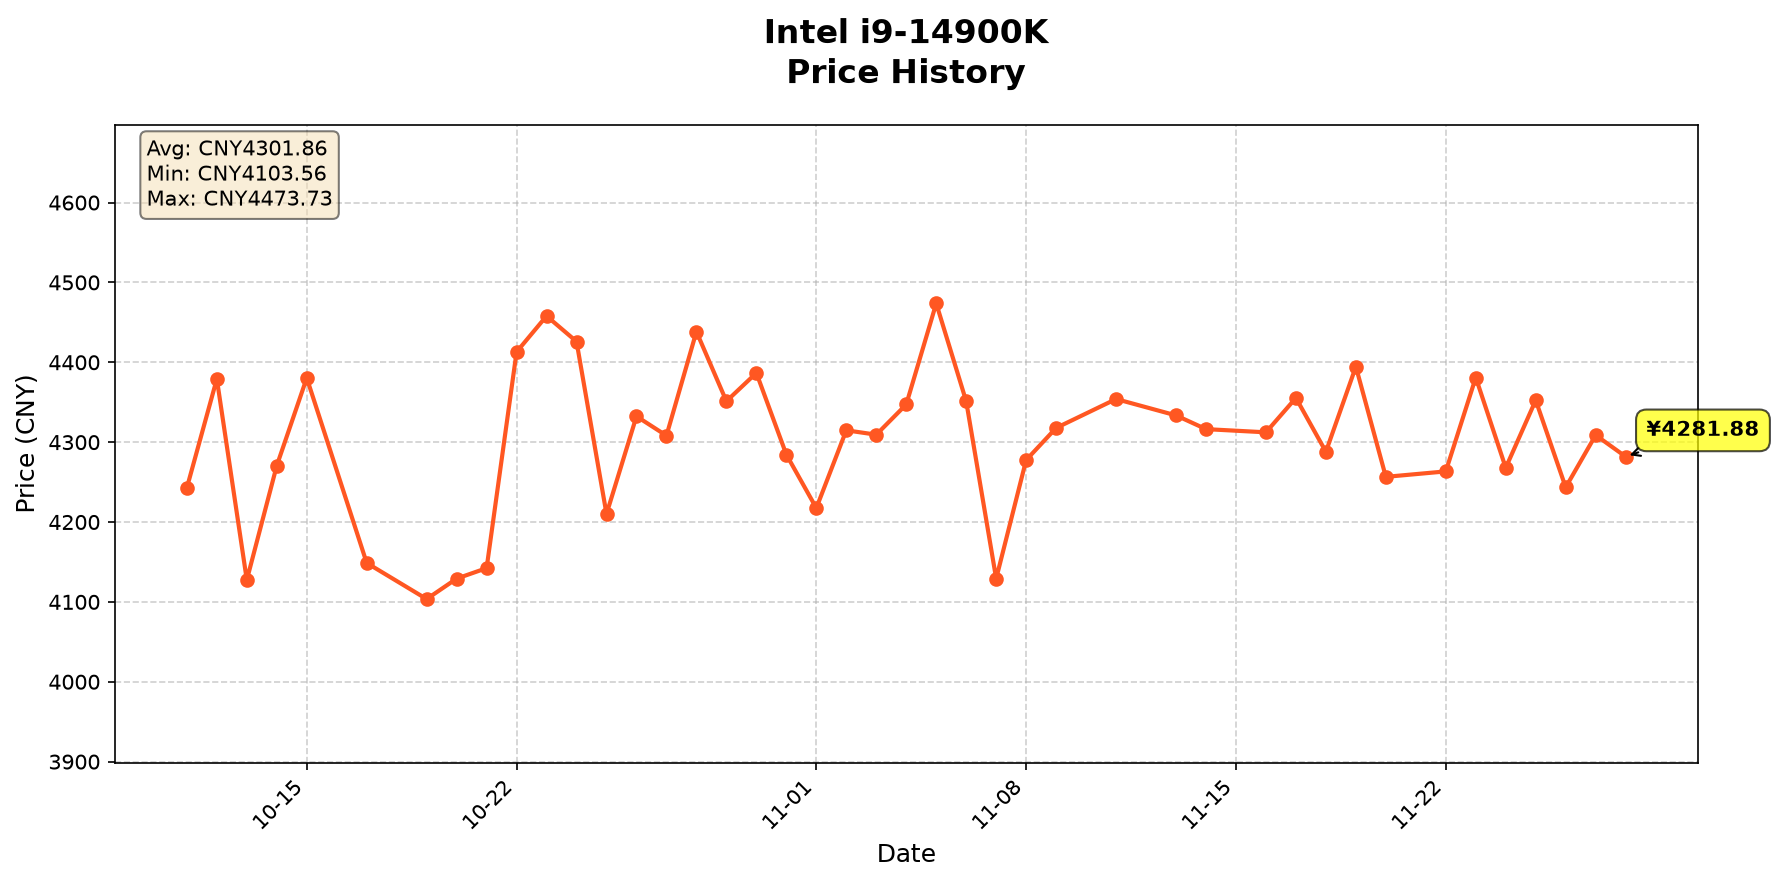 Intel i9-14900K
Price History
Avg: CNY4301.86
Min: CNY4103.56
Max: CNY4473.73
Price (CNY)
4600
4500
4400
4300
4200
4100
4000
3900
¥4281.88
10-15
10-22
11-01
11-08
11-15
11-22
Date